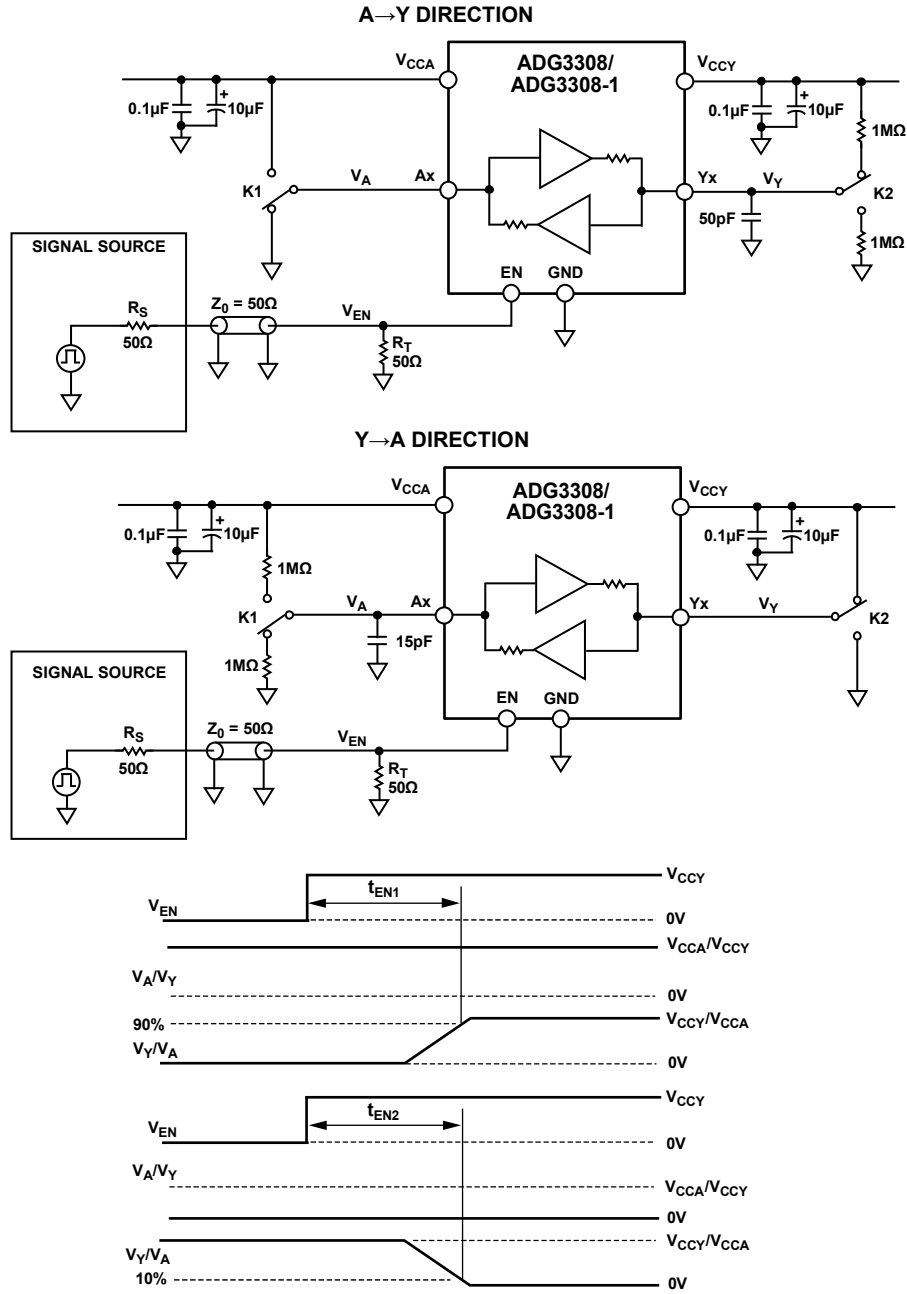 A→Y DIRECTION
VCCA
ADG3308/
ADG3308-1
VCCY
0.1µF
+
10µF
0.1µF
+
10µF
1MΩ
K1
VA
Ax
Yx
VY
K2
50pF
1MΩ
SIGNAL SOURCE
EN
GND
RS
50Ω
Z0 = 50Ω
VEN
RT
50Ω
Y→A DIRECTION
VCCA
ADG3308/
ADG3308-1
VCCY
0.1µF
+
10µF
0.1µF
+
10µF
1MΩ
K1
VA
Ax
Yx
VY
K2
15pF
1MΩ
SIGNAL SOURCE
EN
GND
RS
50Ω
Z0 = 50Ω
VEN
RT
50Ω
VCCY
tEN1
VEN
0V
VCCA/VCCY
VA/VY
0V
90%
VCCY/VCCA
VY/VA
0V
VCCY
tEN2
VEN
0V
VA/VY
VCCA/VCCY
0V
VCCY/VCCA
VY/VA
10%
0V